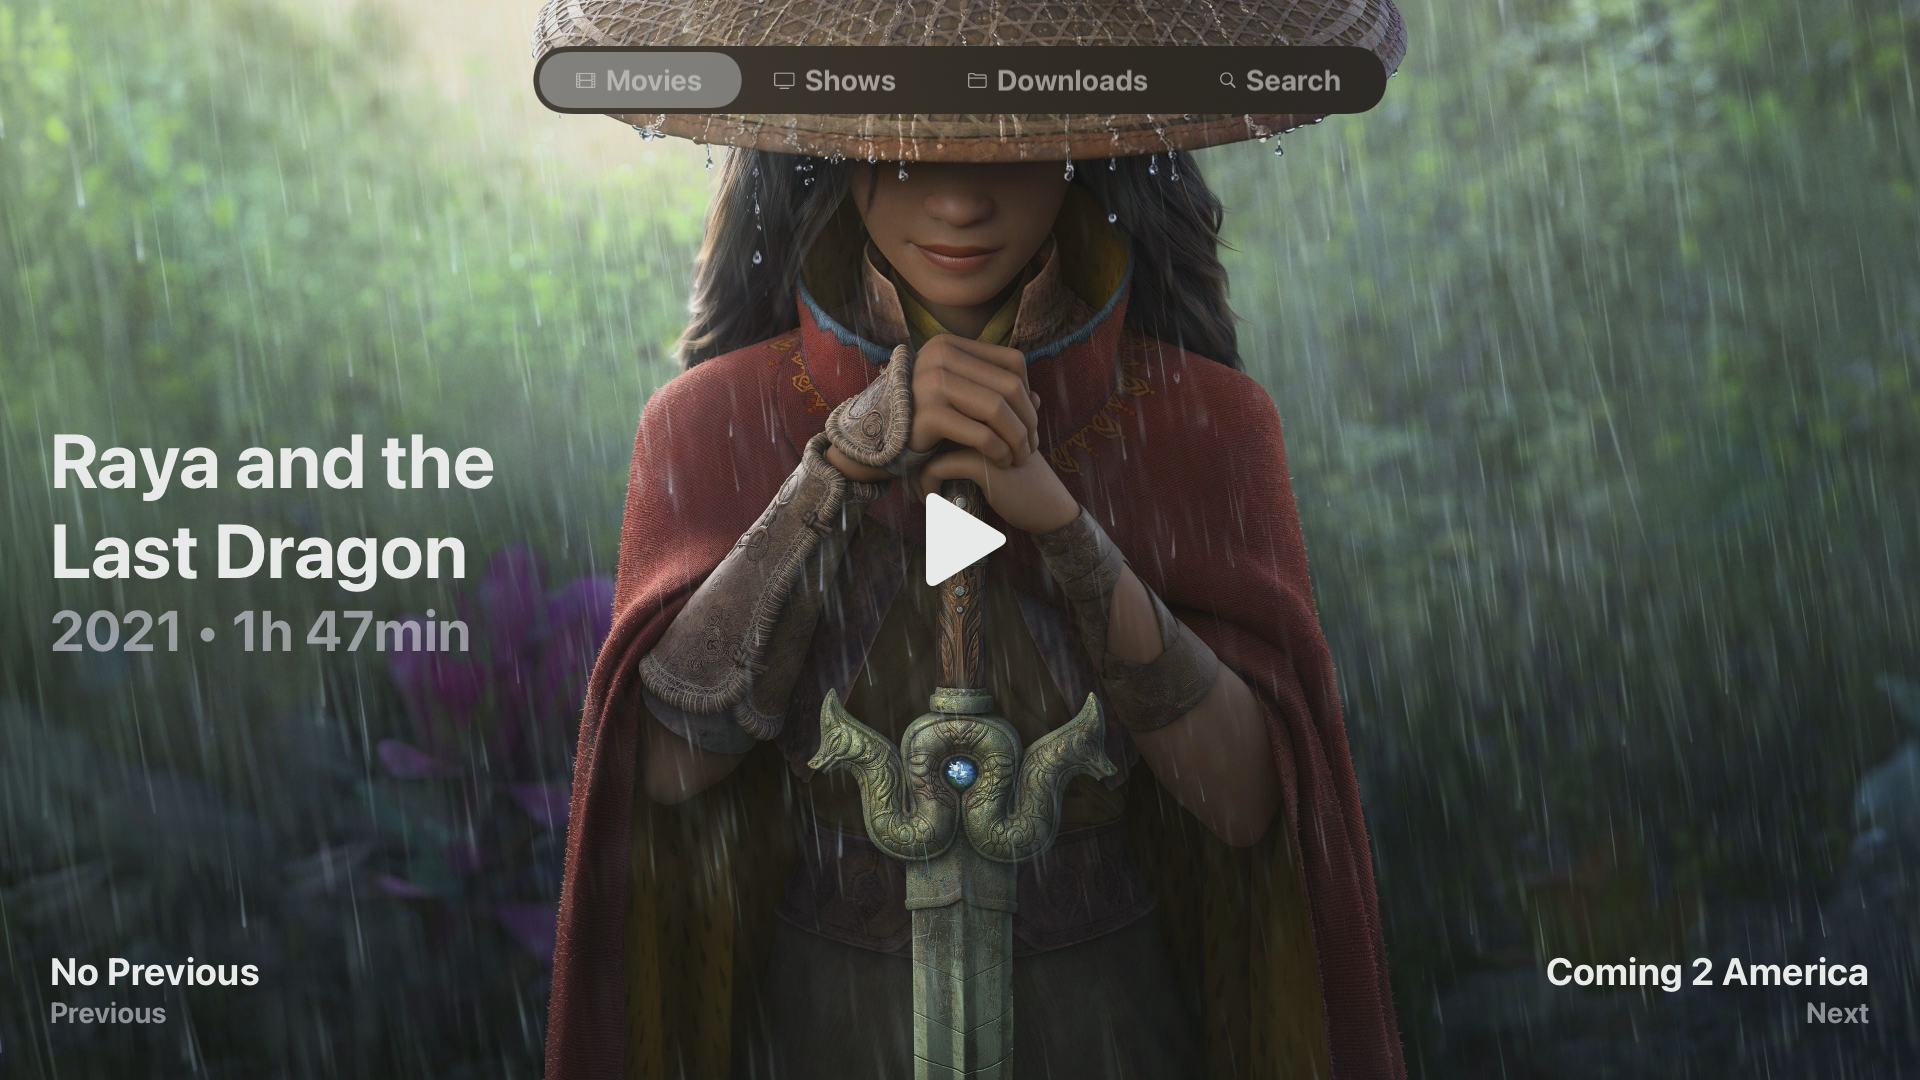 Movies
Shows
Downloads
Search
Raya and the
Last Dragon
2021 • 1h 47min
No Previous
Previous
Coming 2 America
Next